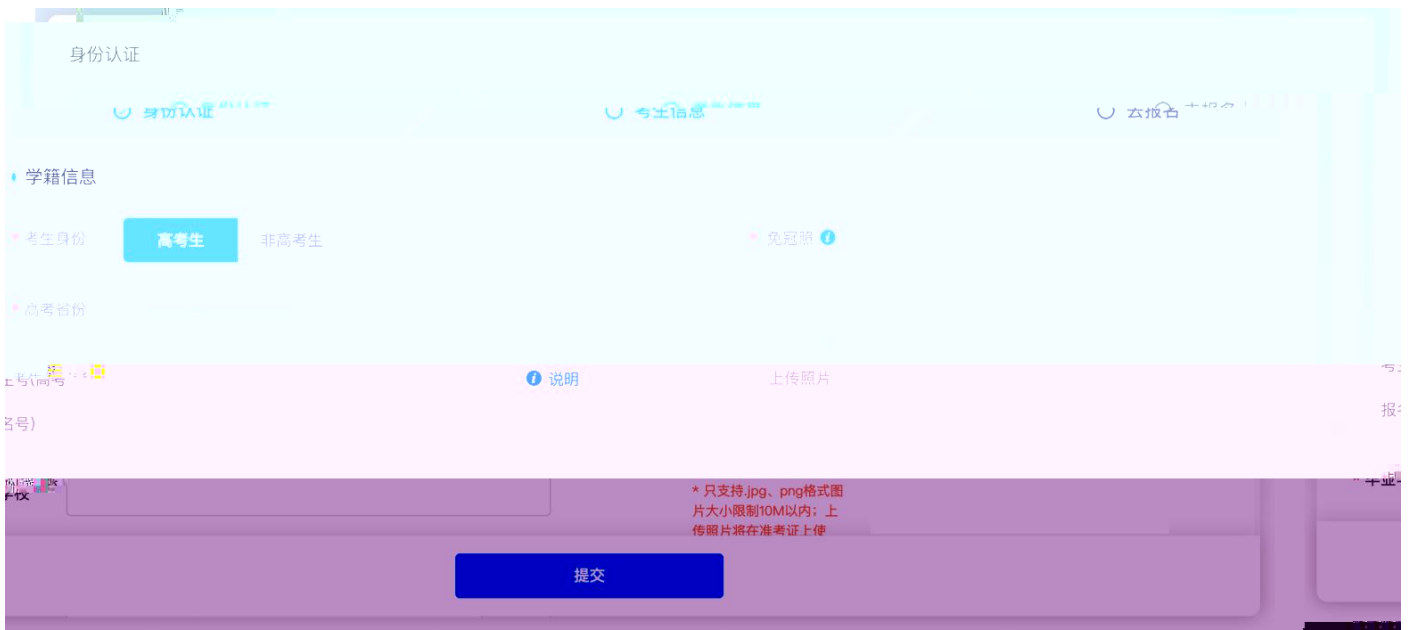 身份认证
身份认证 考生信息 去报名
学籍信息
* 考生身份 高考生 非高考生 * 免冠照
* 高考省份
说明 上传照片
名号)
报名
学校
* 只支持.jpg、png格式图
片大小限制10M以内；上
传照片将在准考证上使
提交